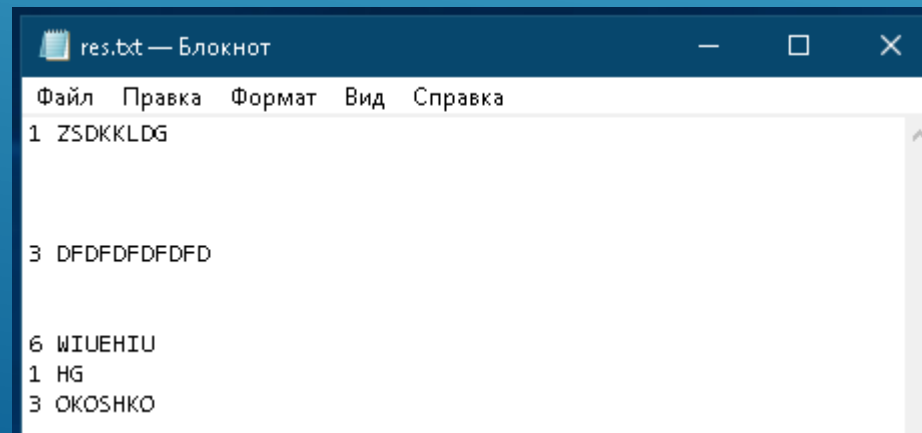 res.txt — Блокнот
Файл Правка Формат Вид Справка
1 ZSDKKLDG
3 DFDFDFDFDFD
6 WIUEHIU
1 HG
3 OKOSHKO